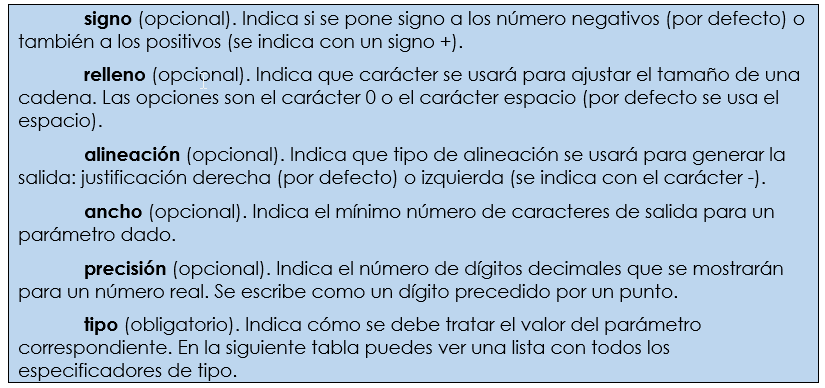 signo (opcional). Indica si se pone signo a los número negativos (por defecto) o
también a los positivos (se indica con un signo +).
relleno (opcional). Indica que carácter se usará para ajustar el tamaño de una
cadena. Las opciones son el carácter 0 o el carácter espacio (por defecto se usa el
espacio).
alineación (opcional). Indica que tipo de alineación se usará para generar la
salida: justificación derecha (por defecto) o izquierda (se indica con el carácter -).
ancho (opcional). Indica el mínimo número de caracteres de salida para un
parámetro dado.
precisión (opcional). Indica el número de dígitos decimales que se mostrarán
para un número real. Se escribe como un dígito precedido por un punto.
tipo (obligatorio). Indica cómo se debe tratar el valor del parámetro
correspondiente. En la siguiente tabla puedes ver una lista con todos los
especificadores de tipo.